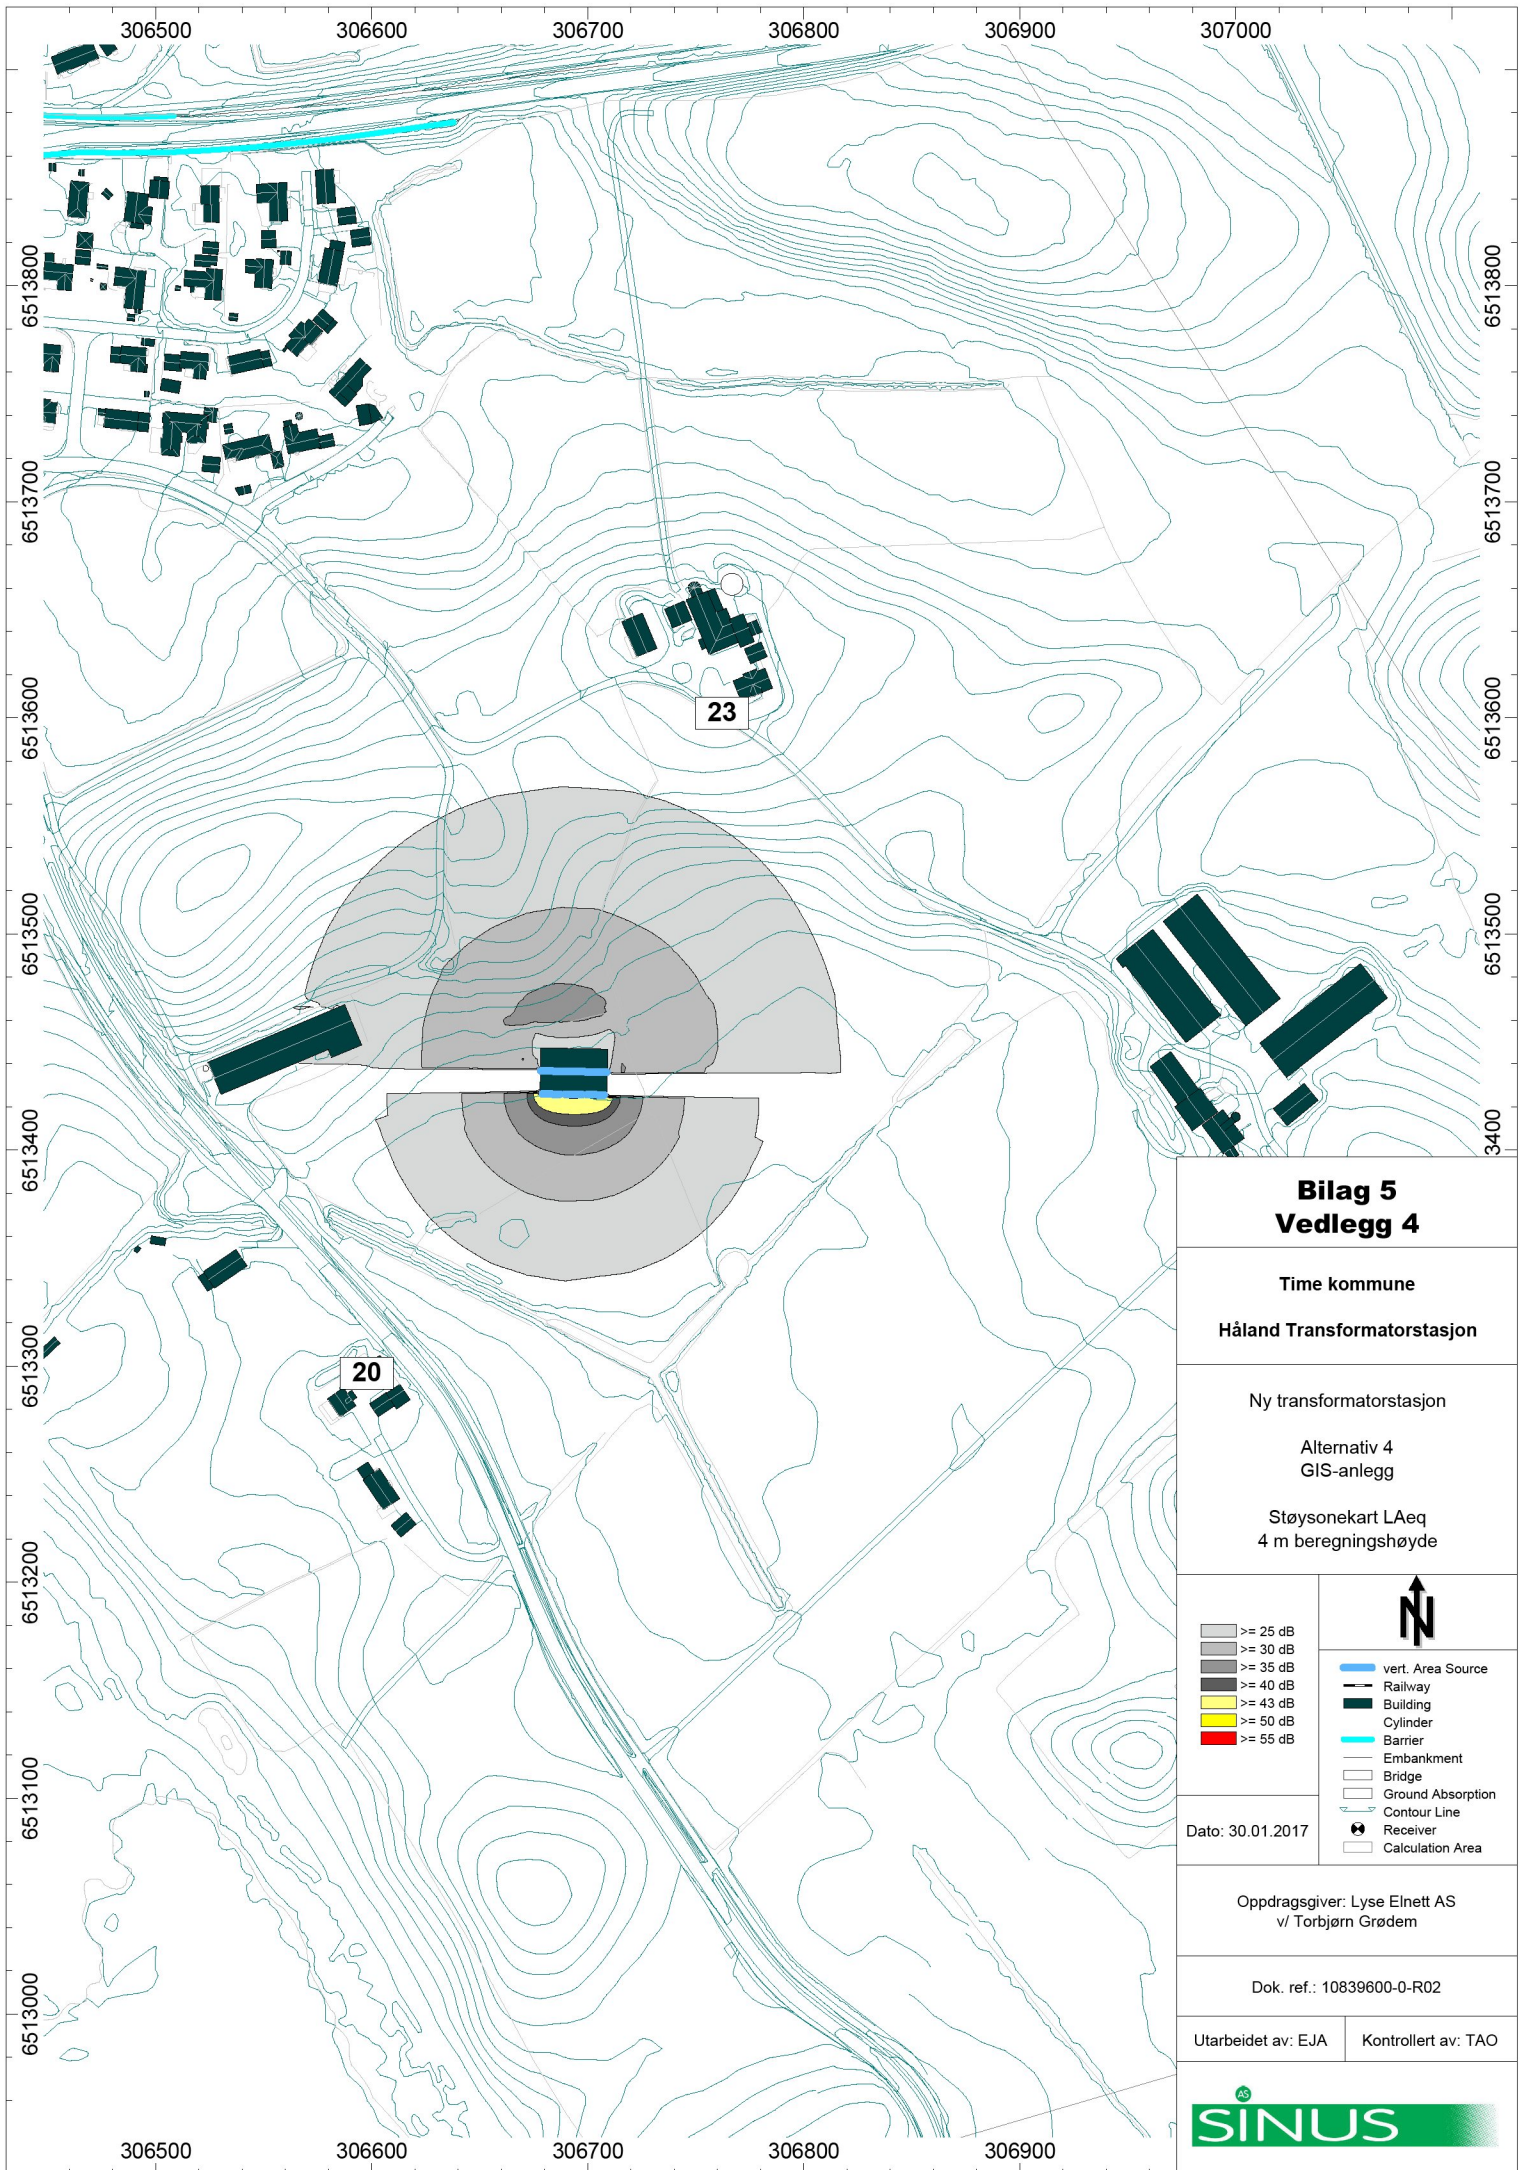 306500 306600 306700 306800 306900 307000
6513800 6513800
6513700 6513700
6513600 6513600
23
6513500 6513500
6513400 3400
6513300
20
6513200
6513100
6513000
306500 306600 306700 306800 306900
Bilag 5
Vedlegg 4
Time kommune
Håland Transformatorstasjon
Ny transformatorstasjon
Alternativ 4
GIS-anlegg
Støysonekart LAeq
4 m beregningshøyde
>= 25 dB
>= 30 dB
>= 35 dB
>= 40 dB
>= 43 dB
>= 50 dB
>= 55 dB
N
vert. Area Source
Railway
Building
Cylinder
Barrier
Embankment
Bridge
Ground Absorption
Contour Line
Receiver
Calculation Area
Dato: 30.01.2017
Oppdragsgiver: Lyse Elnett AS
v/ Torbjørn Grødem
Dok. ref.: 10839600-0-R02
Utarbeidet av: EJA
Kontrollert av: TAO
AS
SINUS